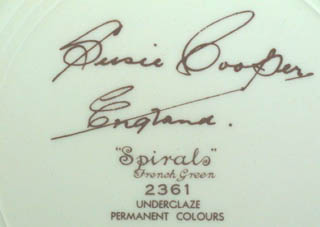 Susie Cooper
England.
"Spirals"
French Green
2361
UNDERGLAZE
PERMANENT COLOURS